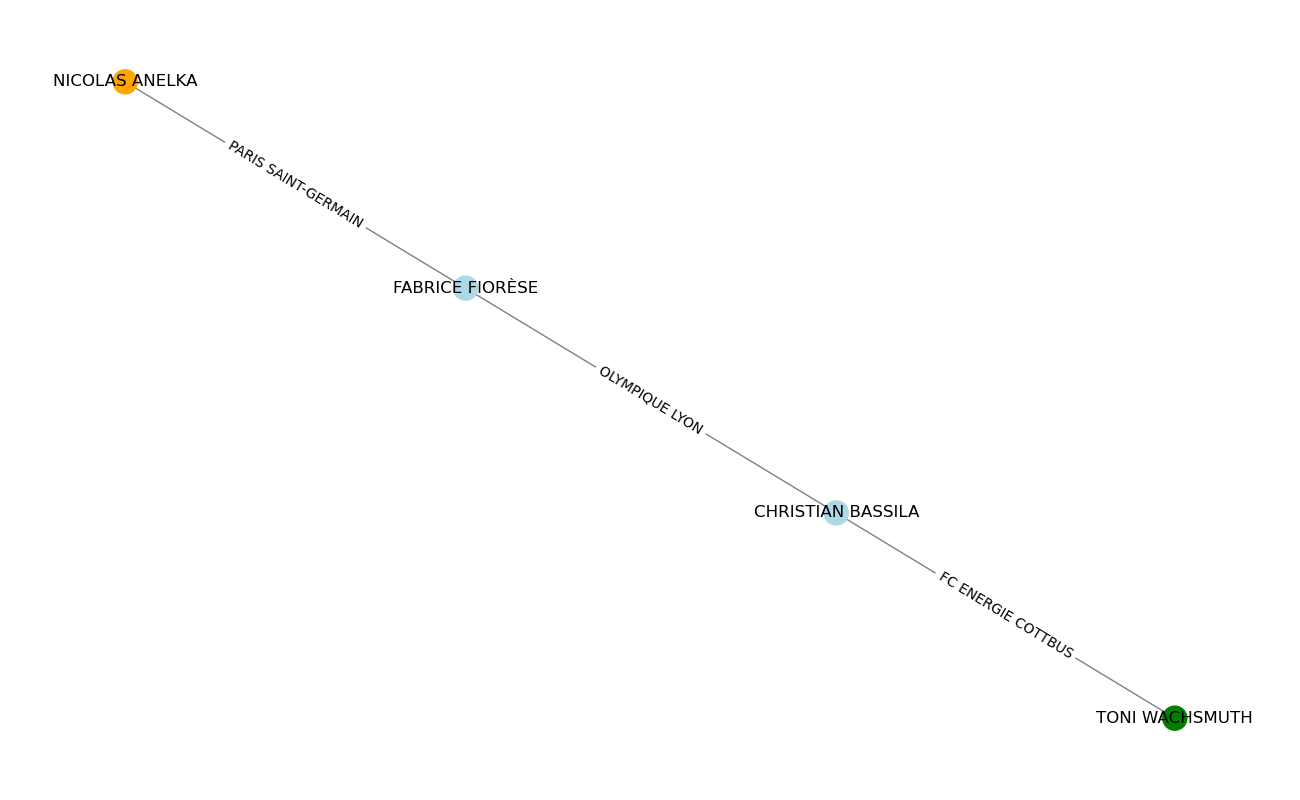 NICOLAS ANELKA
PARIS SAINT-GERMAIN
FABRICE FIORÈSE
OLYMPIQUE LYON
CHRISTIAN BASSILA
FC ENERGIE COTTBUS
TONI WACHSMUTH